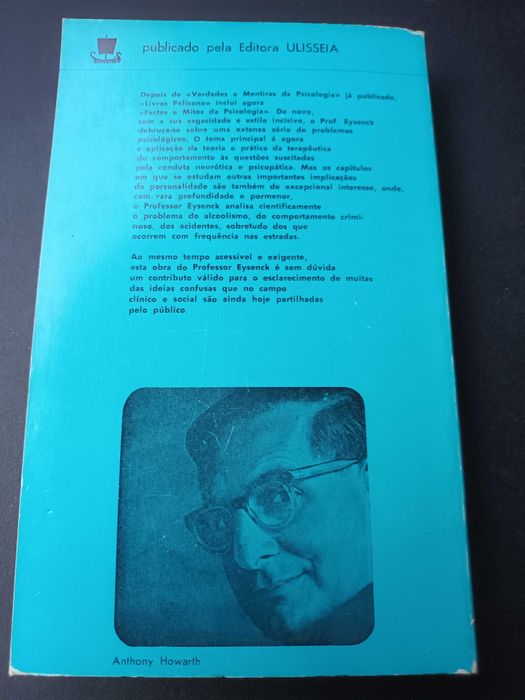 publicado pela Editora ULISSEIA
Depois de «Verdades e Mentiras da Psicologia» já publicado,
«Livros Pelicano» inclui agora
«Factos e Mitos da Psicologia». De novo,
com a sua sagacidade e estilo incisivo, o Prof. Eysenck
debruça-se sobre uma extensa série de problemas
psicológicos. O tema principal é agora
a aplicação da teoria e prática da terapêutica
do comportamento às questões suscitadas
pela conduta neurótica e psicopática. Mas os capítulos
em que se estudam outras importantes implicações
da personalidade são também de excepcional interesse, onde,
com rara profundidade e pormenor,
o Professor Eysenck analisa cientificamente
o problema do alcoolismo, do comportamento crimi-
noso, dos acidentes, sobretudo dos que
ocorrem com frequência nas estradas.
Ao mesmo tempo acessível e exigente,
esta obra do Professor Eysenck é sem dúvida
um contributo válido para o esclarecimento de muitas
das ideias confusas que no campo
clínico e social são ainda hoje partilhadas
pelo público.
Anthony Howarth